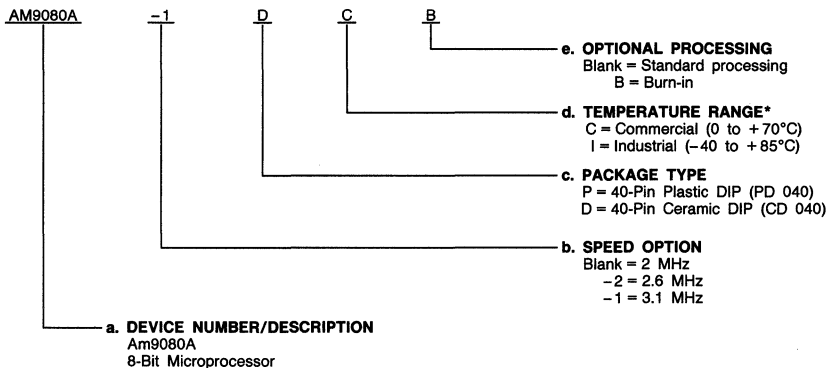 AM9080A -1 D C B
e. OPTIONAL PROCESSING
Blank = Standard processing
B = Burn-in
d. TEMPERATURE RANGE*
C = Commercial (0 to +70°C)
I = Industrial (-40 to +85°C)
c. PACKAGE TYPE
P = 40-Pin Plastic DIP (PD 040)
D = 40-Pin Ceramic DIP (CD 040)
b. SPEED OPTION
Blank = 2 MHz
-2 = 2.6 MHz
-1 = 3.1 MHz
a. DEVICE NUMBER/DESCRIPTION
Am9080A
8-Bit Microprocessor